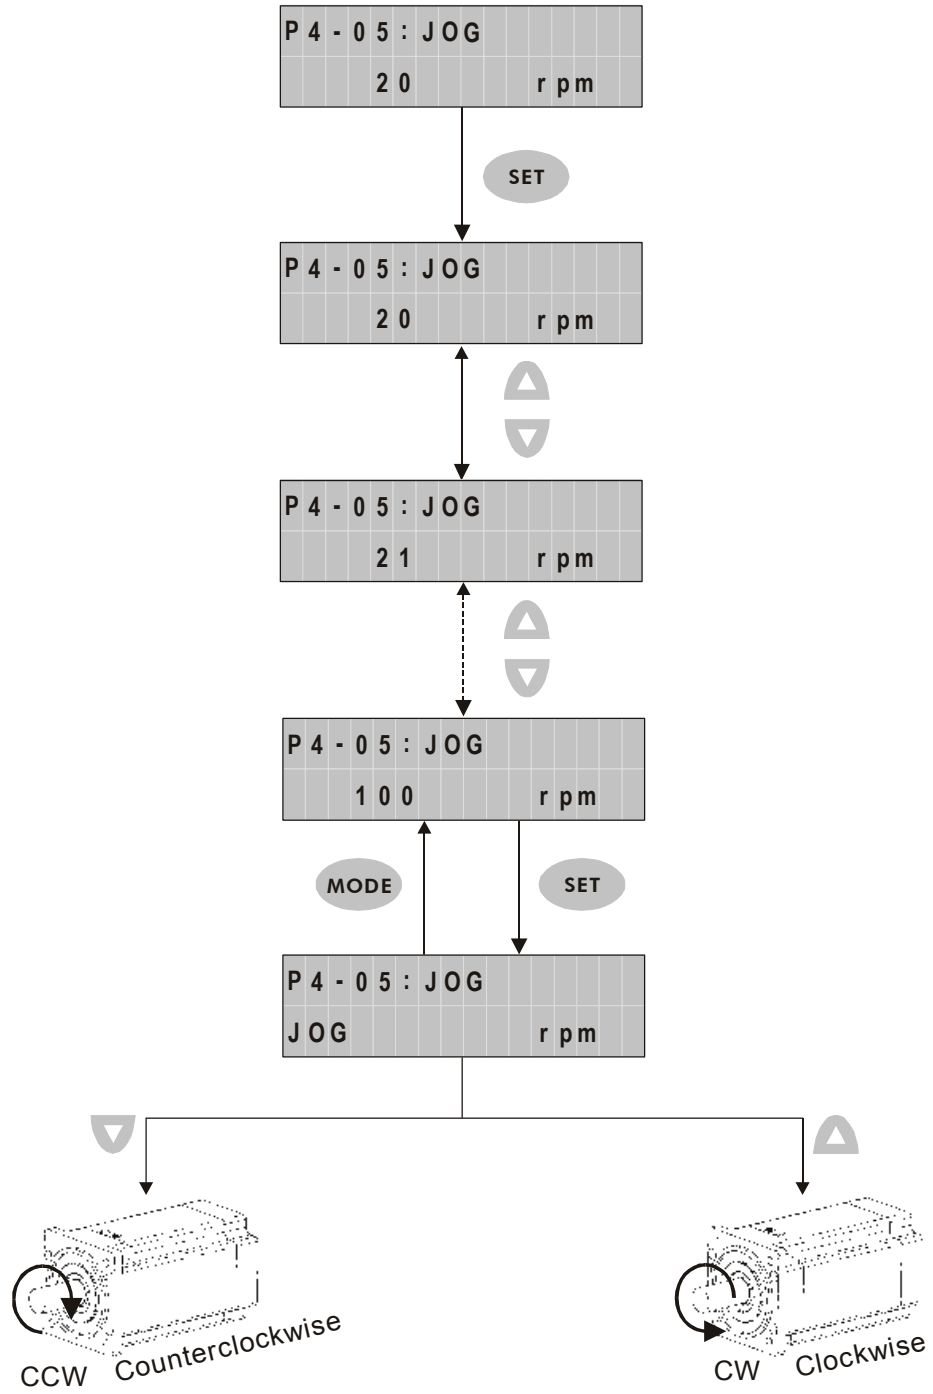 P4-05:JOG
20 rpm
SET
P4-05:JOG
20 rpm
P4-05:JOG
21 rpm
P4-05:JOG
100 rpm
MODE SET
P4-05:JOG
JOG rpm
CCW Counterclockwise
CW Clockwise